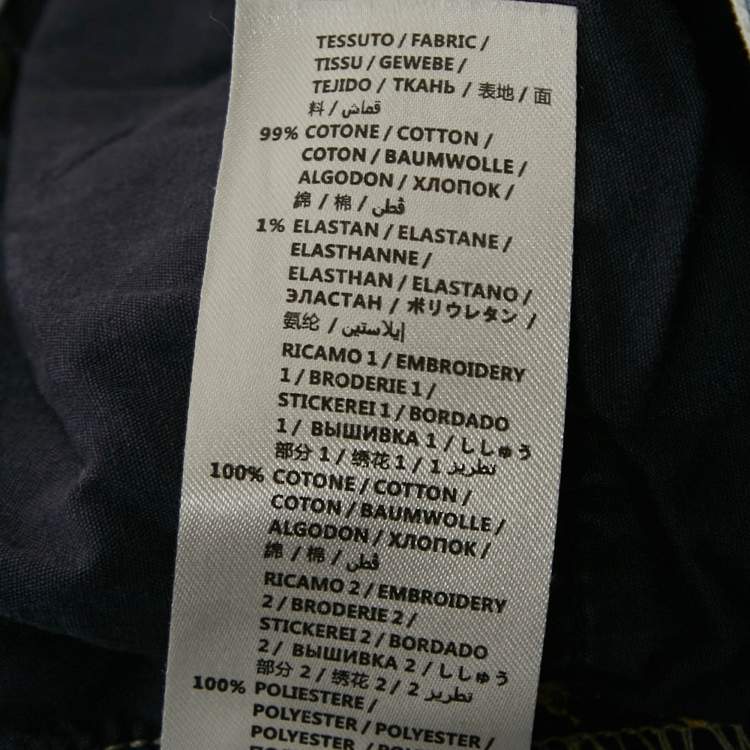 TESSUTO / FABRIC /
TISSU / GEWEBE /
TEJIDO / ТКАНЬ / 表地 / 面
料 / قماش
99% COTONE / COTTON /
COTON / BAUMWOLLE /
ALGODON / ХЛОПОК /
綿 / 棉 / قطن
1% ELASTAN / ELASTANE /
ELASTHANNE /
ELASTHAN / ELASTANO /
ЭЛАСТАН / ポリウレタン /
氨纶 / إيلاستين
RICAMO 1 / EMBROIDERY
1 / BRODERIE 1 /
STICKEREI 1 / BORDADO
1 / ВЫШИВКА 1 / ししゅう
部分 1 / 绣花 1 / تطريز 1
100% COTONE / COTTON /
COTON / BAUMWOLLE /
ALGODON / ХЛОПОК /
綿 / 棉 / قطن
RICAMO 2 / EMBROIDERY
2 / BRODERIE 2 /
STICKEREI 2 / BORDADO
2 / ВЫШИВКА 2 / ししゅう
部分 2 / 绣花 2 / تطريز 2
100% POLIESTERE /
POLYESTER / POLYESTER /
POLYESTER /